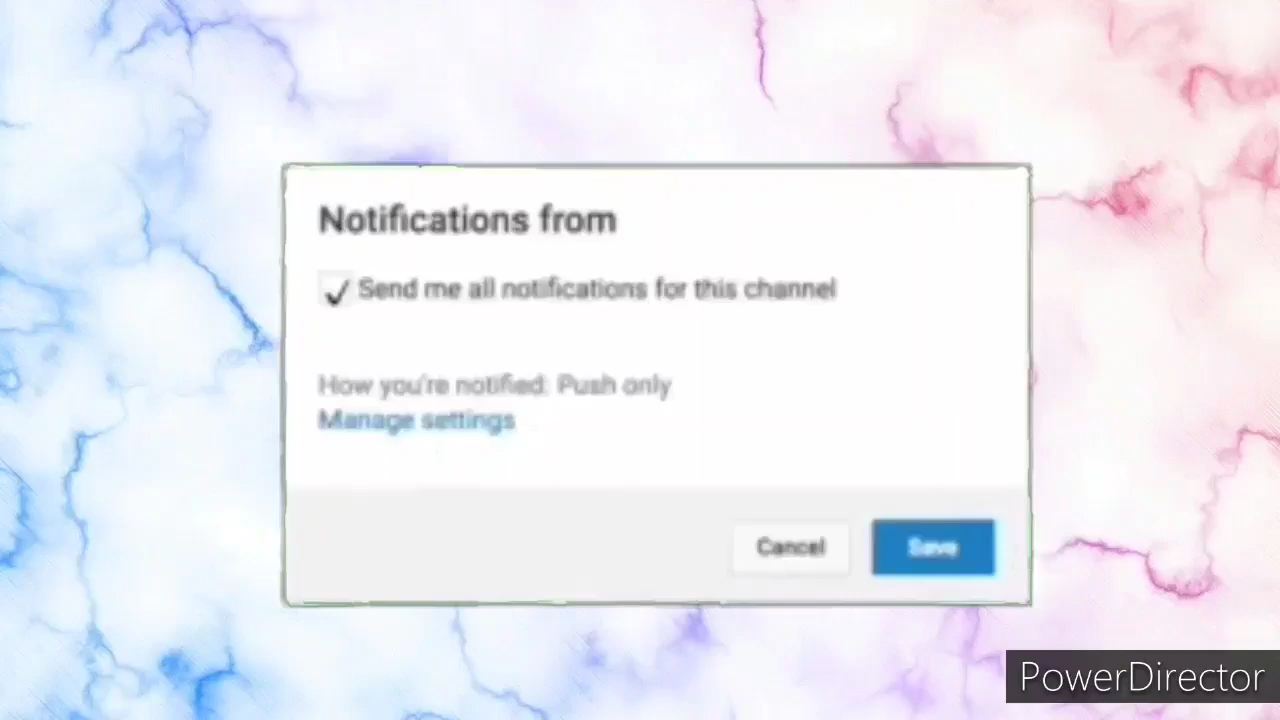 Notifications from
Send me all notifications for this channel
How you're notified: Push only
Manage settings
Cancel
Save
PowerDirector